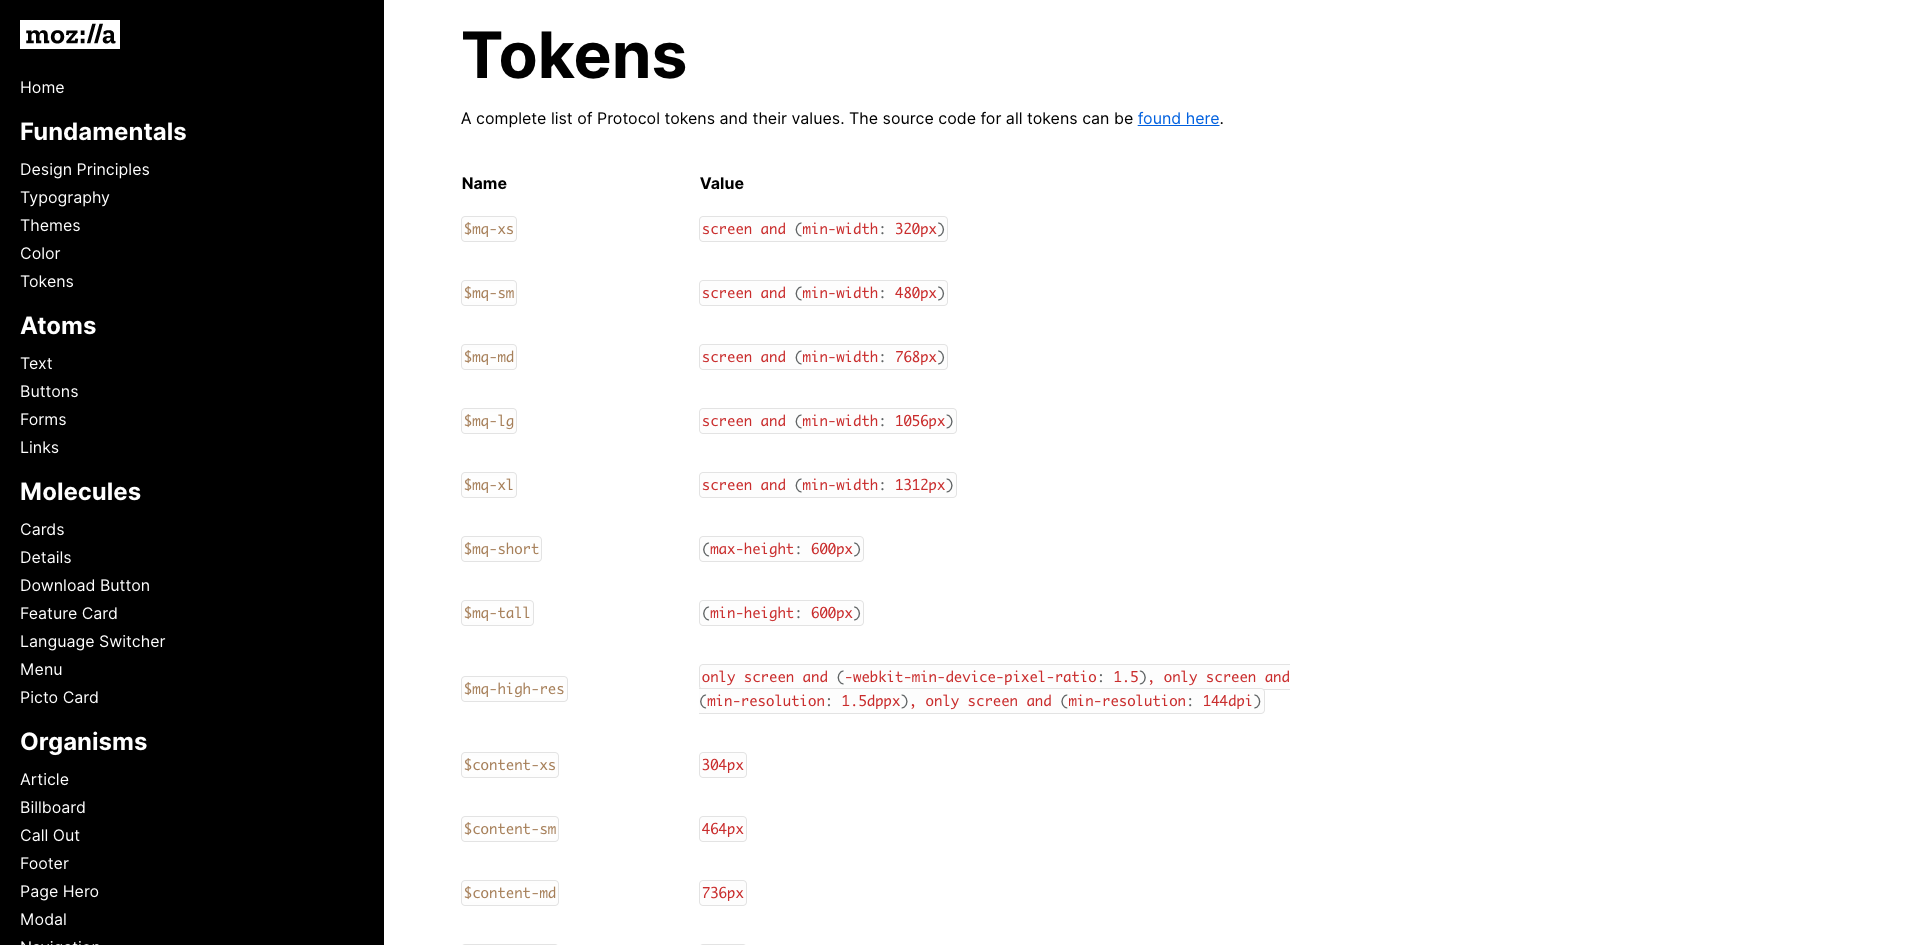 moz://a
Home
Fundamentals
Design Principles
Typography
Themes
Color
Tokens
Atoms
Text
Buttons
Forms
Links
Molecules
Cards
Details
Download Button
Feature Card
Language Switcher
Menu
Picto Card
Organisms
Article
Billboard
Call Out
Footer
Page Hero
Modal
Navigation
Tokens
A complete list of Protocol tokens and their values. The source code for all tokens can be found here.
Name Value
$mq-xs screen and (min-width: 320px)
$mq-sm screen and (min-width: 480px)
$mq-md screen and (min-width: 768px)
$mq-lg screen and (min-width: 1056px)
$mq-xl screen and (min-width: 1312px)
$mq-short (max-height: 600px)
$mq-tall (min-height: 600px)
$mq-high-res only screen and (-webkit-min-device-pixel-ratio: 1.5), only screen and
(min-resolution: 1.5dppx), only screen and (min-resolution: 144dpi)
$content-xs 304px
$content-sm 464px
$content-md 736px